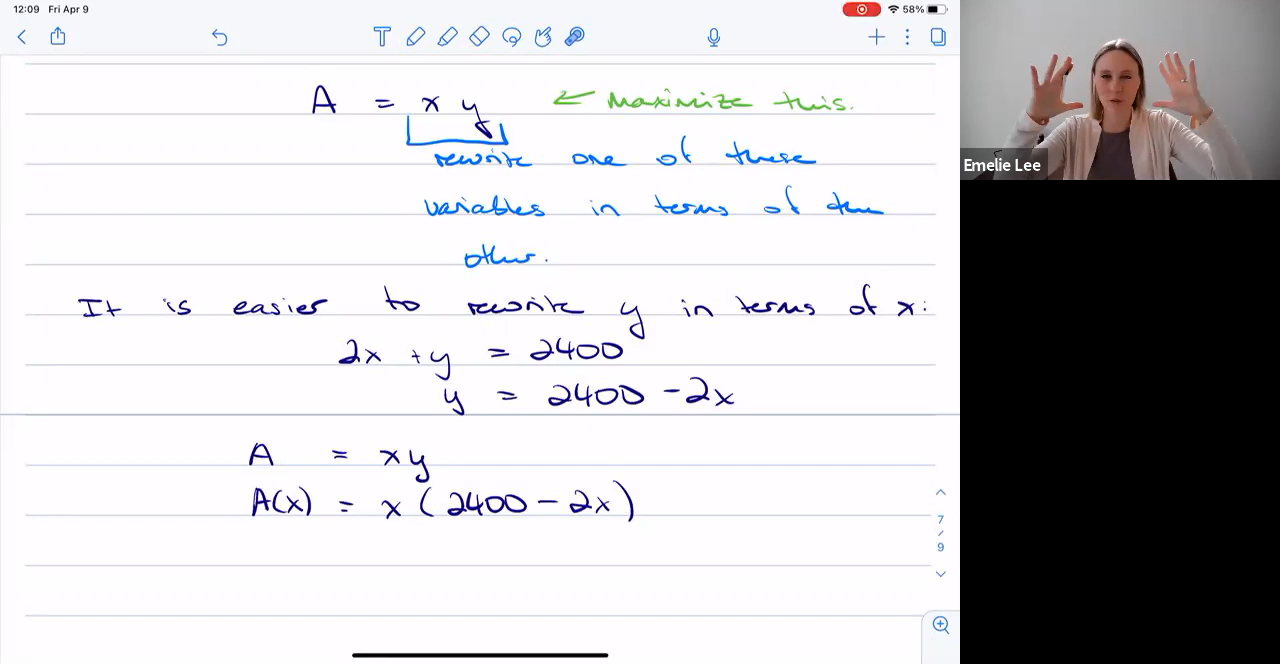 12:09 Fri Apr 9
58%
A = x y ← Maximize this.
rewrite one of these
variables in terms of the
other.
It is easier to rewrite y in terms of x:
2x + y = 2400
y = 2400 - 2x
A = xy
A(x) = x ( 2400 - 2x )
7
/
9
Emelie Lee